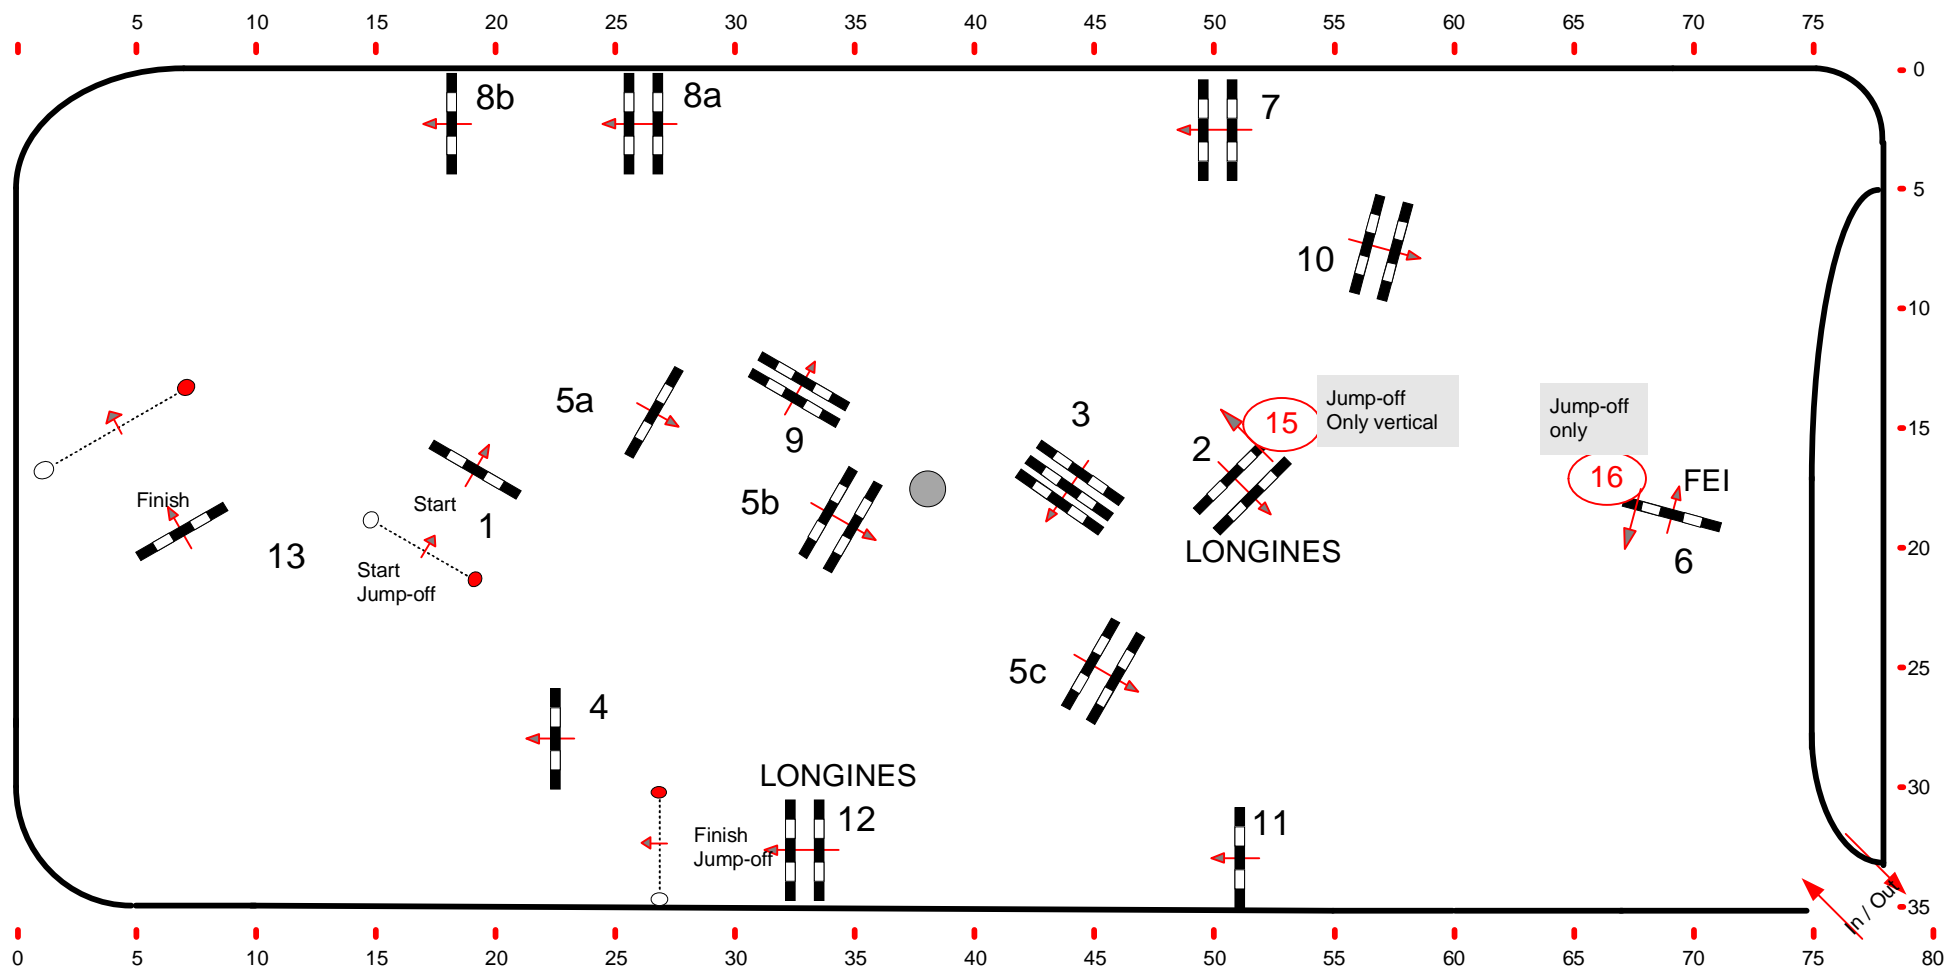 5 10 15 20 25 30 35 40 45 50 55 60 65 70 75
0
8b
8a
7
5
10
10
5a
9
3
2
15
Jump-off
Only vertical
Jump-off
only
15
16
FEI
Finish
Start
1
5b
13
Start
Jump-off
LONGINES
6
20
5c
25
4
LONGINES
30
12
11
Finish
Jump-off
In / Out
35
0 5 10 15 20 25 30 35 40 45 50 55 60 65 70 75 80